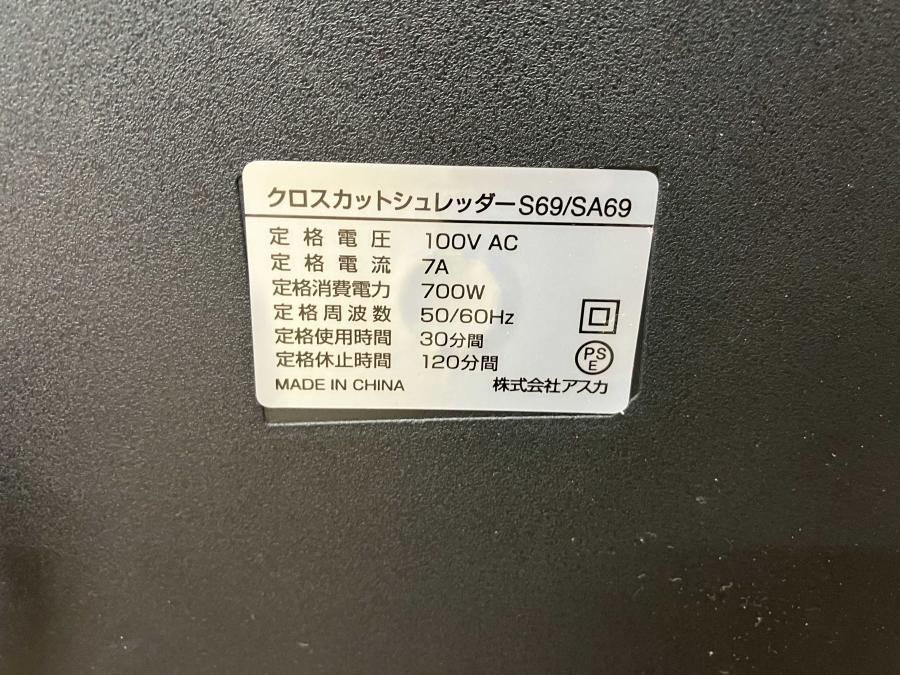 クロスカットシュレッダーS69/SA69
定格電圧 100V AC
定格電流 7A
定格消費電力 700W
定格周波数 50/60Hz
定格使用時間 30分間
定格休止時間 120分間
PS
E
MADE IN CHINA 株式会社アスカ